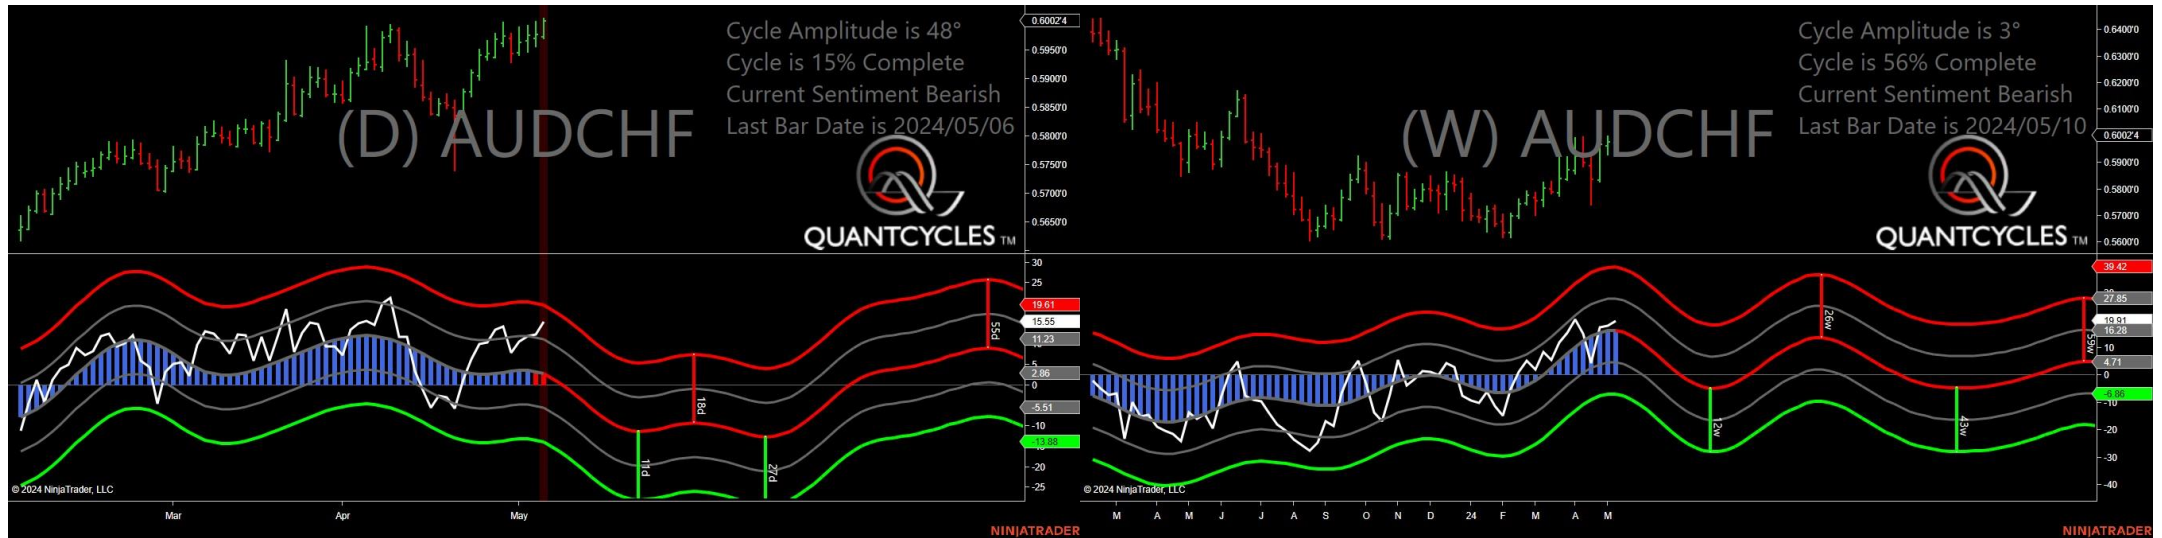 Cycle Amplitude is 48°
Cycle is 15% Complete
Current Sentiment Bearish
Last Bar Date is 2024/05/06
(D) AUDCHF
QUANTCYCLES TM
0.6002'4
0.5950'0
0.5900'0
0.5850'0
0.5800'0
0.5750'0
0.5700'0
0.5650'0
30
25
19.61
15.55
11.23
5
2.86
0
-5.51
-10
-13.88
-20
-25
11d
18d
27d
55d
© 2024 NinjaTrader, LLC
Mar
Apr
May
NINJATRADER
Cycle Amplitude is 3°
Cycle is 56% Complete
Current Sentiment Bearish
Last Bar Date is 2024/05/10
(W) AUDCHF
QUANTCYCLES TM
0.6400'0
0.6300'0
0.6200'0
0.6100'0
0.6002'4
0.5900'0
0.5800'0
0.5700'0
0.5600'0
39.42
27.85
19.91
16.28
10
4.71
0
-6.86
-10
-20
-30
-40
12w
26w
43w
59w
© 2024 NinjaTrader, LLC
M A M J J A S O N D 24 F M A M
NINJATRADER